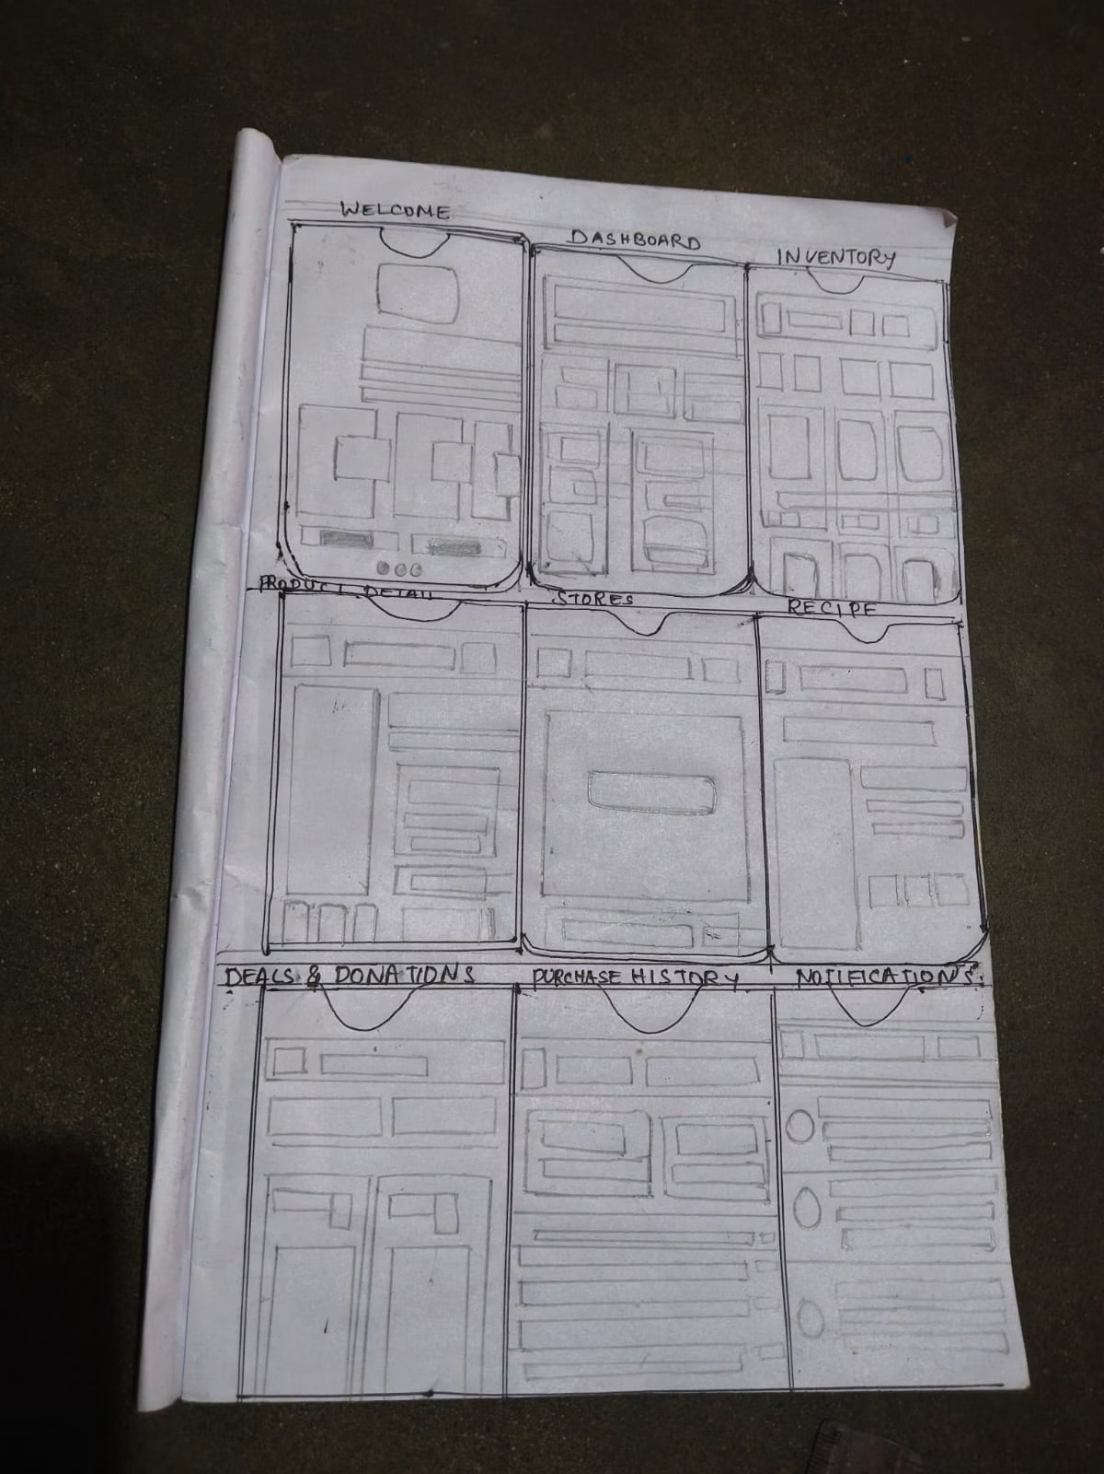 WELCOME
DASHBOARD
INVENTORY
PRODUCT DETAIL
STORES
RECIPE
DEALS & DONATIONS
PURCHASE HISTORY
NOTIFICATIONS